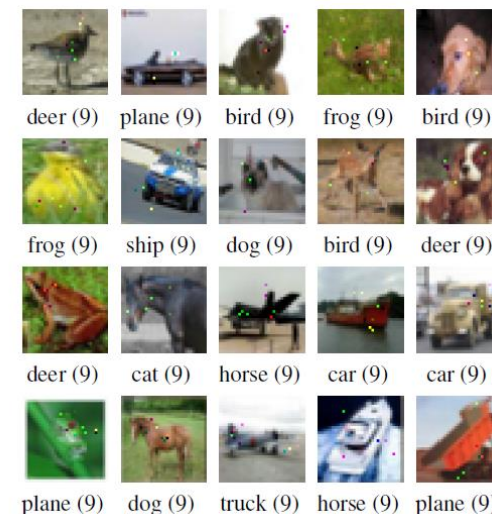 deer (9) plane (9) bird (9) frog (9) bird (9)
frog (9) ship (9) dog (9) bird (9) deer (9)
deer (9) cat (9) horse (9) car (9) car (9)
plane (9) dog (9) truck (9) horse (9) plane (9)